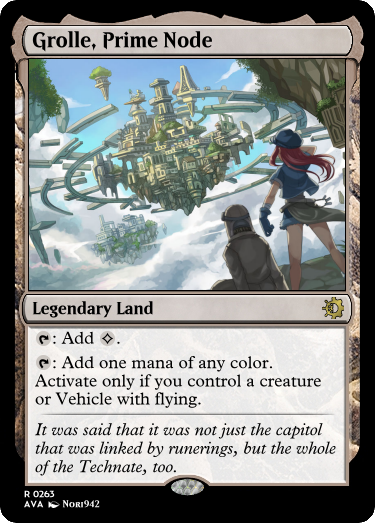 Grolle, Prime Node
Legendary Land
: Add .
: Add one mana of any color.
Activate only if you control a creature
or Vehicle with flying.
It was said that it was not just the capitol
that was linked by runerings, but the whole
of the Technate, too.
R 0263
AVA Nori942